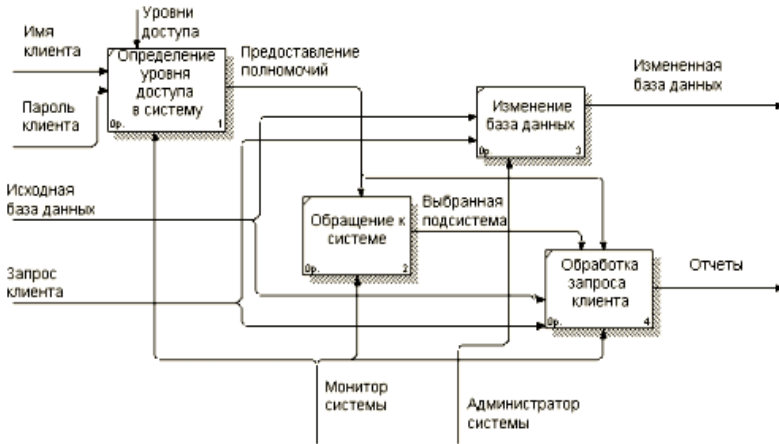 Уровни
доступа
Имя
клиента
Определение
уровня
доступа
в систему
0р.
1
Предоставление
полномочий
Пароль
клиента
Измененная
база данных
Изменение
база данных
0р.
3
Исходная
база данных
Обращение к
системе
0р.
2
Выбранная
подсистема
Запрос
клиента
Обработка
запроса
клиента
0р.
4
Отчеты
Монитор
системы
Администратор
системы